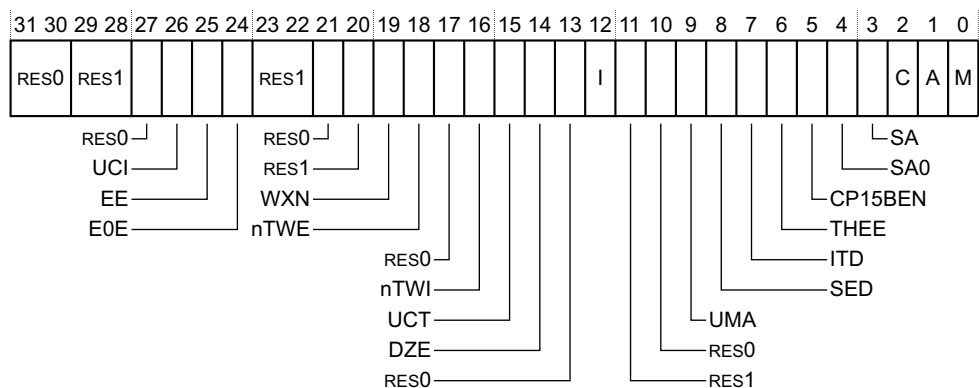 31 30 29 28 27 26 25 24 23 22 21 20 19 18 17 16 15 14 13 12 11 10 9 8 7 6 5 4 3 2 1 0
RES0 RES1 RES1 I C A M
RES0 RES0 SA
UCI RES1 SA0
EE WXN CP15BEN
E0E nTWE THEE
RES0 ITD
nTWI SED
UCT UMA
DZE RES0
RES0 RES1